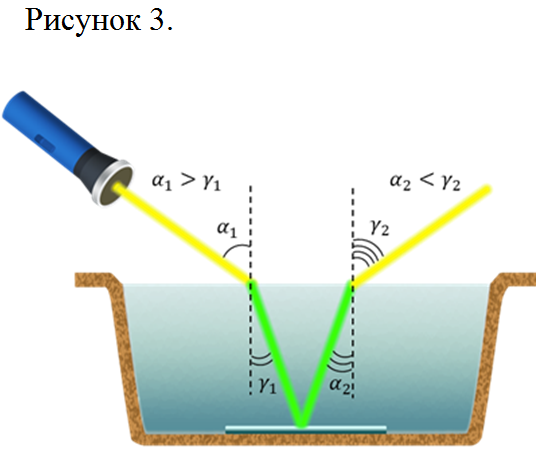 Рисунок 3.
α₁ > γ₁
α₂ < γ₂
α₁
γ₂
γ₁
α₂